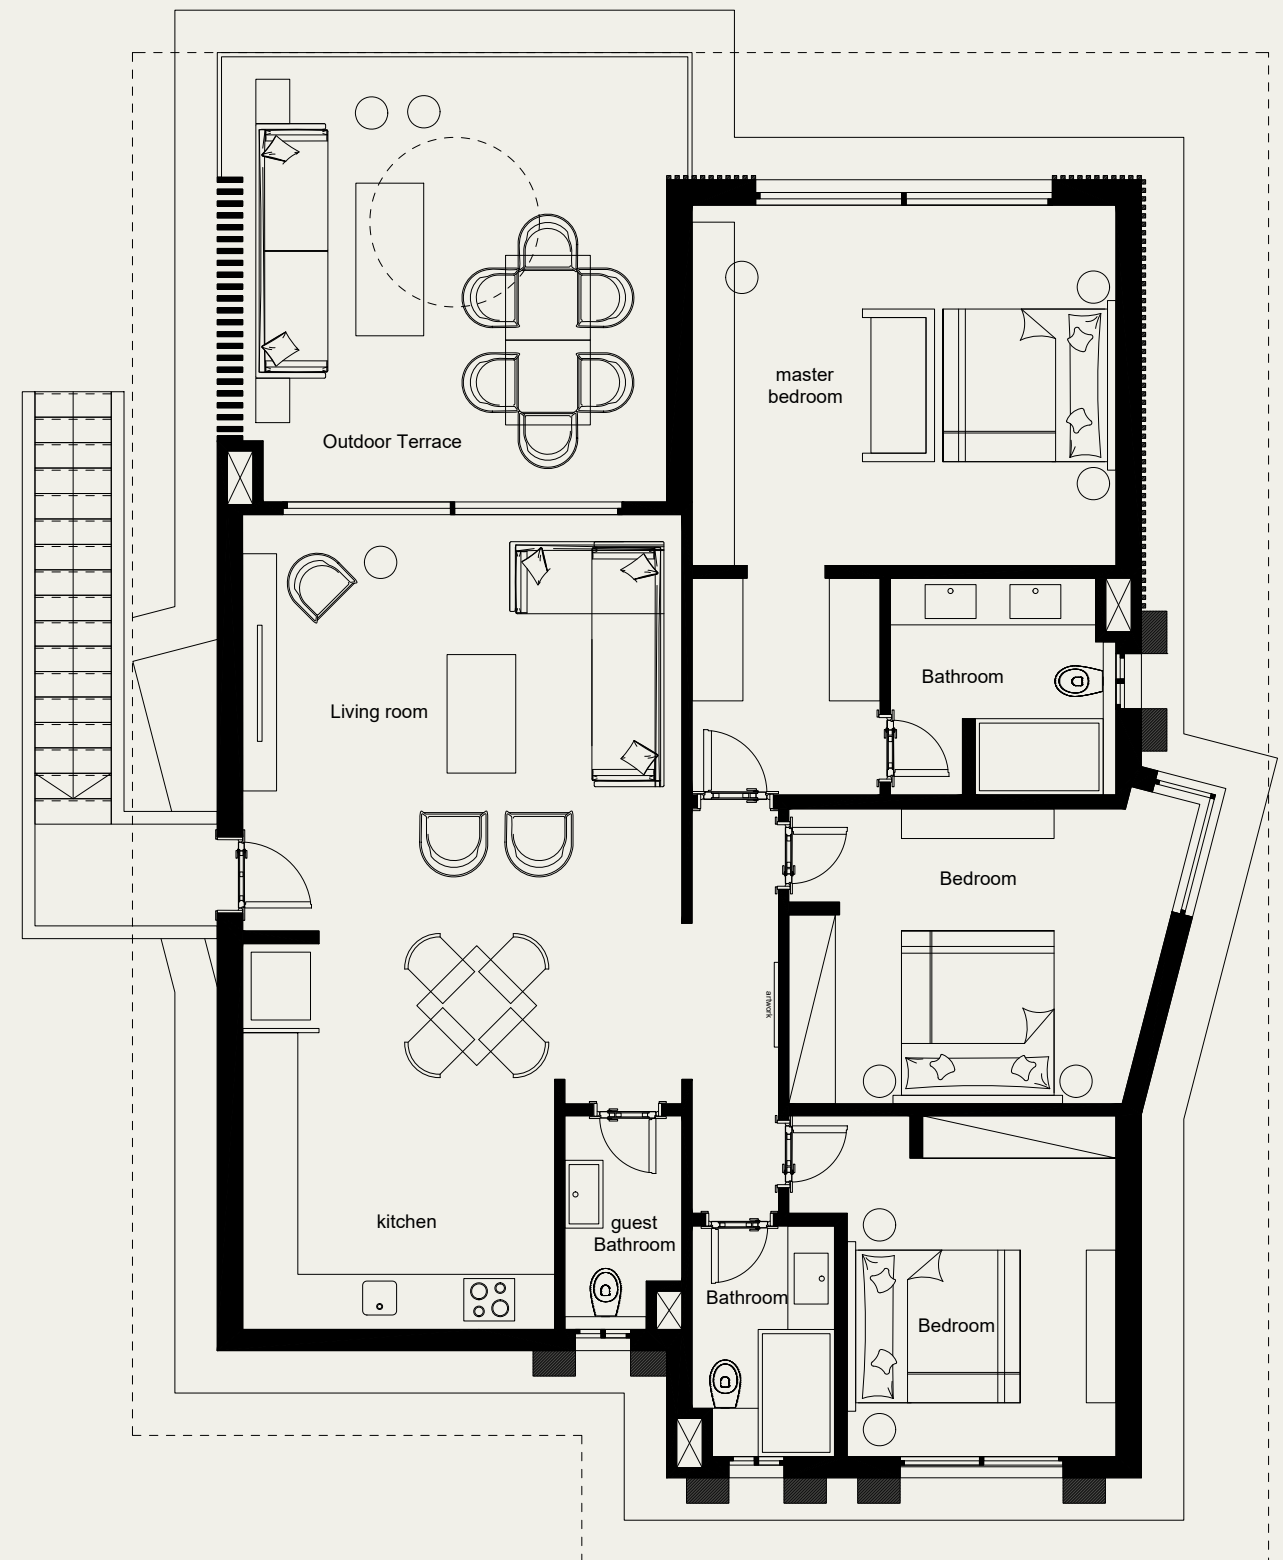 Outdoor Terrace
master
bedroom
Living room
Bathroom
Bedroom
artwork
kitchen
guest
Bathroom
Bathroom
Bedroom